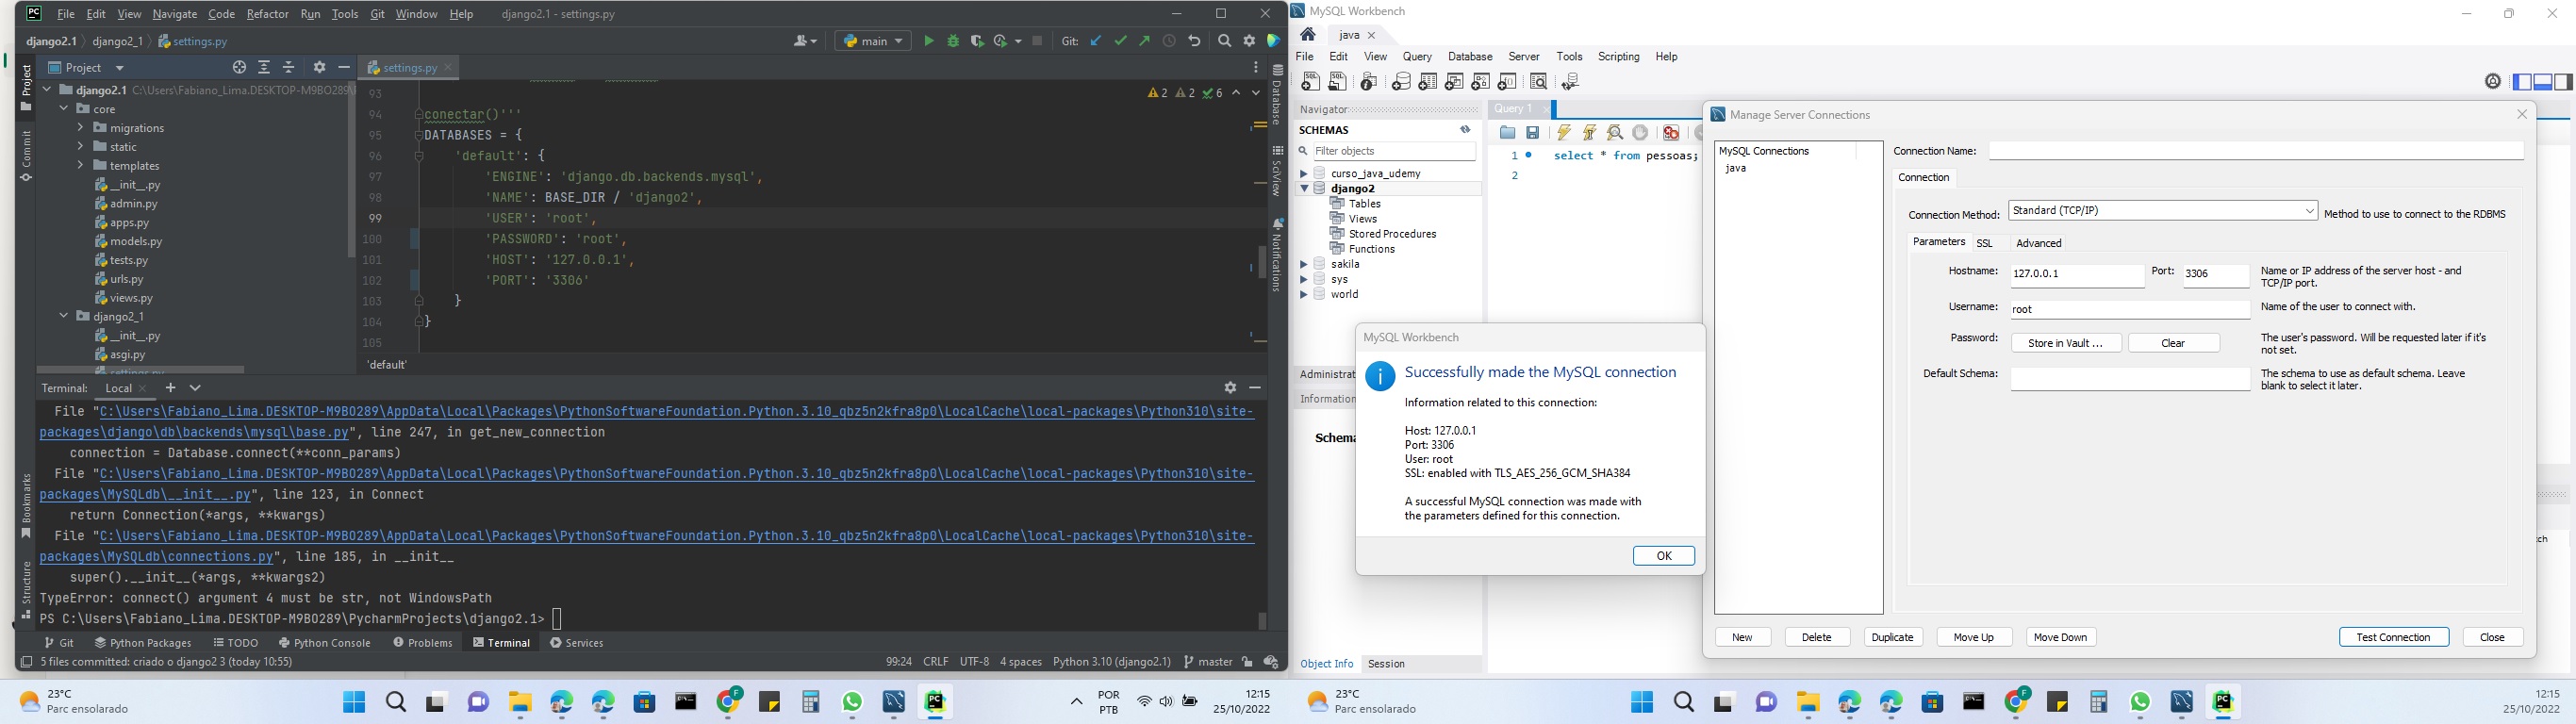 PC File Edit View Navigate Code Refactor Run Tools Git Window Help django2.1 - settings.py
django2.1 django2_1 settings.py main Git:
Project
settings.py
django2.1 C:\Users\Fabiano_Lima.DESKTOP-M9BO289\
core
migrations
static
templates
__init__.py
admin.py
apps.py
models.py
tests.py
urls.py
views.py
django2_1
__init__.py
asgi.py
settings.py
Project
Commit
Bookmarks
Structure
93
94 conectar()'''
95 DATABASES = {
96 'default': {
97 'ENGINE': 'django.db.backends.mysql',
98 'NAME': BASE_DIR / 'django2',
99 'USER': 'root',
100 'PASSWORD': 'root',
101 'HOST': '127.0.0.1',
102 'PORT': '3306'
103 }
104 }
105
2 2 6
'default'
Database
SciView
Notifications
Terminal: Local
File "C:\Users\Fabiano_Lima.DESKTOP-M9BO289\AppData\Local\Packages\PythonSoftwareFoundation.Python.3.10_qbz5n2kfra8p0\LocalCache\local-packages\Python310\site-
packages\django\db\backends\mysql\base.py", line 247, in get_new_connection
connection = Database.connect(**conn_params)
File "C:\Users\Fabiano_Lima.DESKTOP-M9BO289\AppData\Local\Packages\PythonSoftwareFoundation.Python.3.10_qbz5n2kfra8p0\LocalCache\local-packages\Python310\site-
packages\MySQLdb\__init__.py", line 123, in Connect
return Connection(*args, **kwargs)
File "C:\Users\Fabiano_Lima.DESKTOP-M9BO289\AppData\Local\Packages\PythonSoftwareFoundation.Python.3.10_qbz5n2kfra8p0\LocalCache\local-packages\Python310\site-
packages\MySQLdb\connections.py", line 185, in __init__
super().__init__(*args, **kwargs2)
TypeError: connect() argument 4 must be str, not WindowsPath
PS C:\Users\Fabiano_Lima.DESKTOP-M9BO289\PycharmProjects\django2.1>
Git Python Packages TODO Python Console Problems Terminal Services
5 files committed: criado o django2 3 (today 10:55) 99:24 CRLF UTF-8 4 spaces Python 3.10 (django2.1) master
23°C
Parc ensolarado
POR
PTB
12:15
25/10/2022
MySQL Workbench
java
File Edit View Query Database Server Tools Scripting Help
Navigator
SCHEMAS
Filter objects
curso_java_udemy
django2
Tables
Views
Stored Procedures
Functions
sakila
sys
world
Administrat
Information
Schema
Object Info Session
Query 1
1 select * from pessoas;
2
MySQL Workbench
Successfully made the MySQL connection
Information related to this connection:
Host: 127.0.0.1
Port: 3306
User: root
SSL: enabled with TLS_AES_256_GCM_SHA384
A successful MySQL connection was made with
the parameters defined for this connection.
OK
Manage Server Connections
MySQL Connections
java
Connection Name:
Connection
Connection Method: Standard (TCP/IP) Method to use to connect to the RDBMS
Parameters SSL Advanced
Hostname: 127.0.0.1 Port: 3306 Name or IP address of the server host - and
TCP/IP port.
Username: root Name of the user to connect with.
Password: Store in Vault ... Clear The user's password. Will be requested later if it's
not set.
Default Schema: The schema to use as default schema. Leave
blank to select it later.
New Delete Duplicate Move Up Move Down Test Connection Close
tch
23°C
Parc ensolarado
12:15
25/10/2022